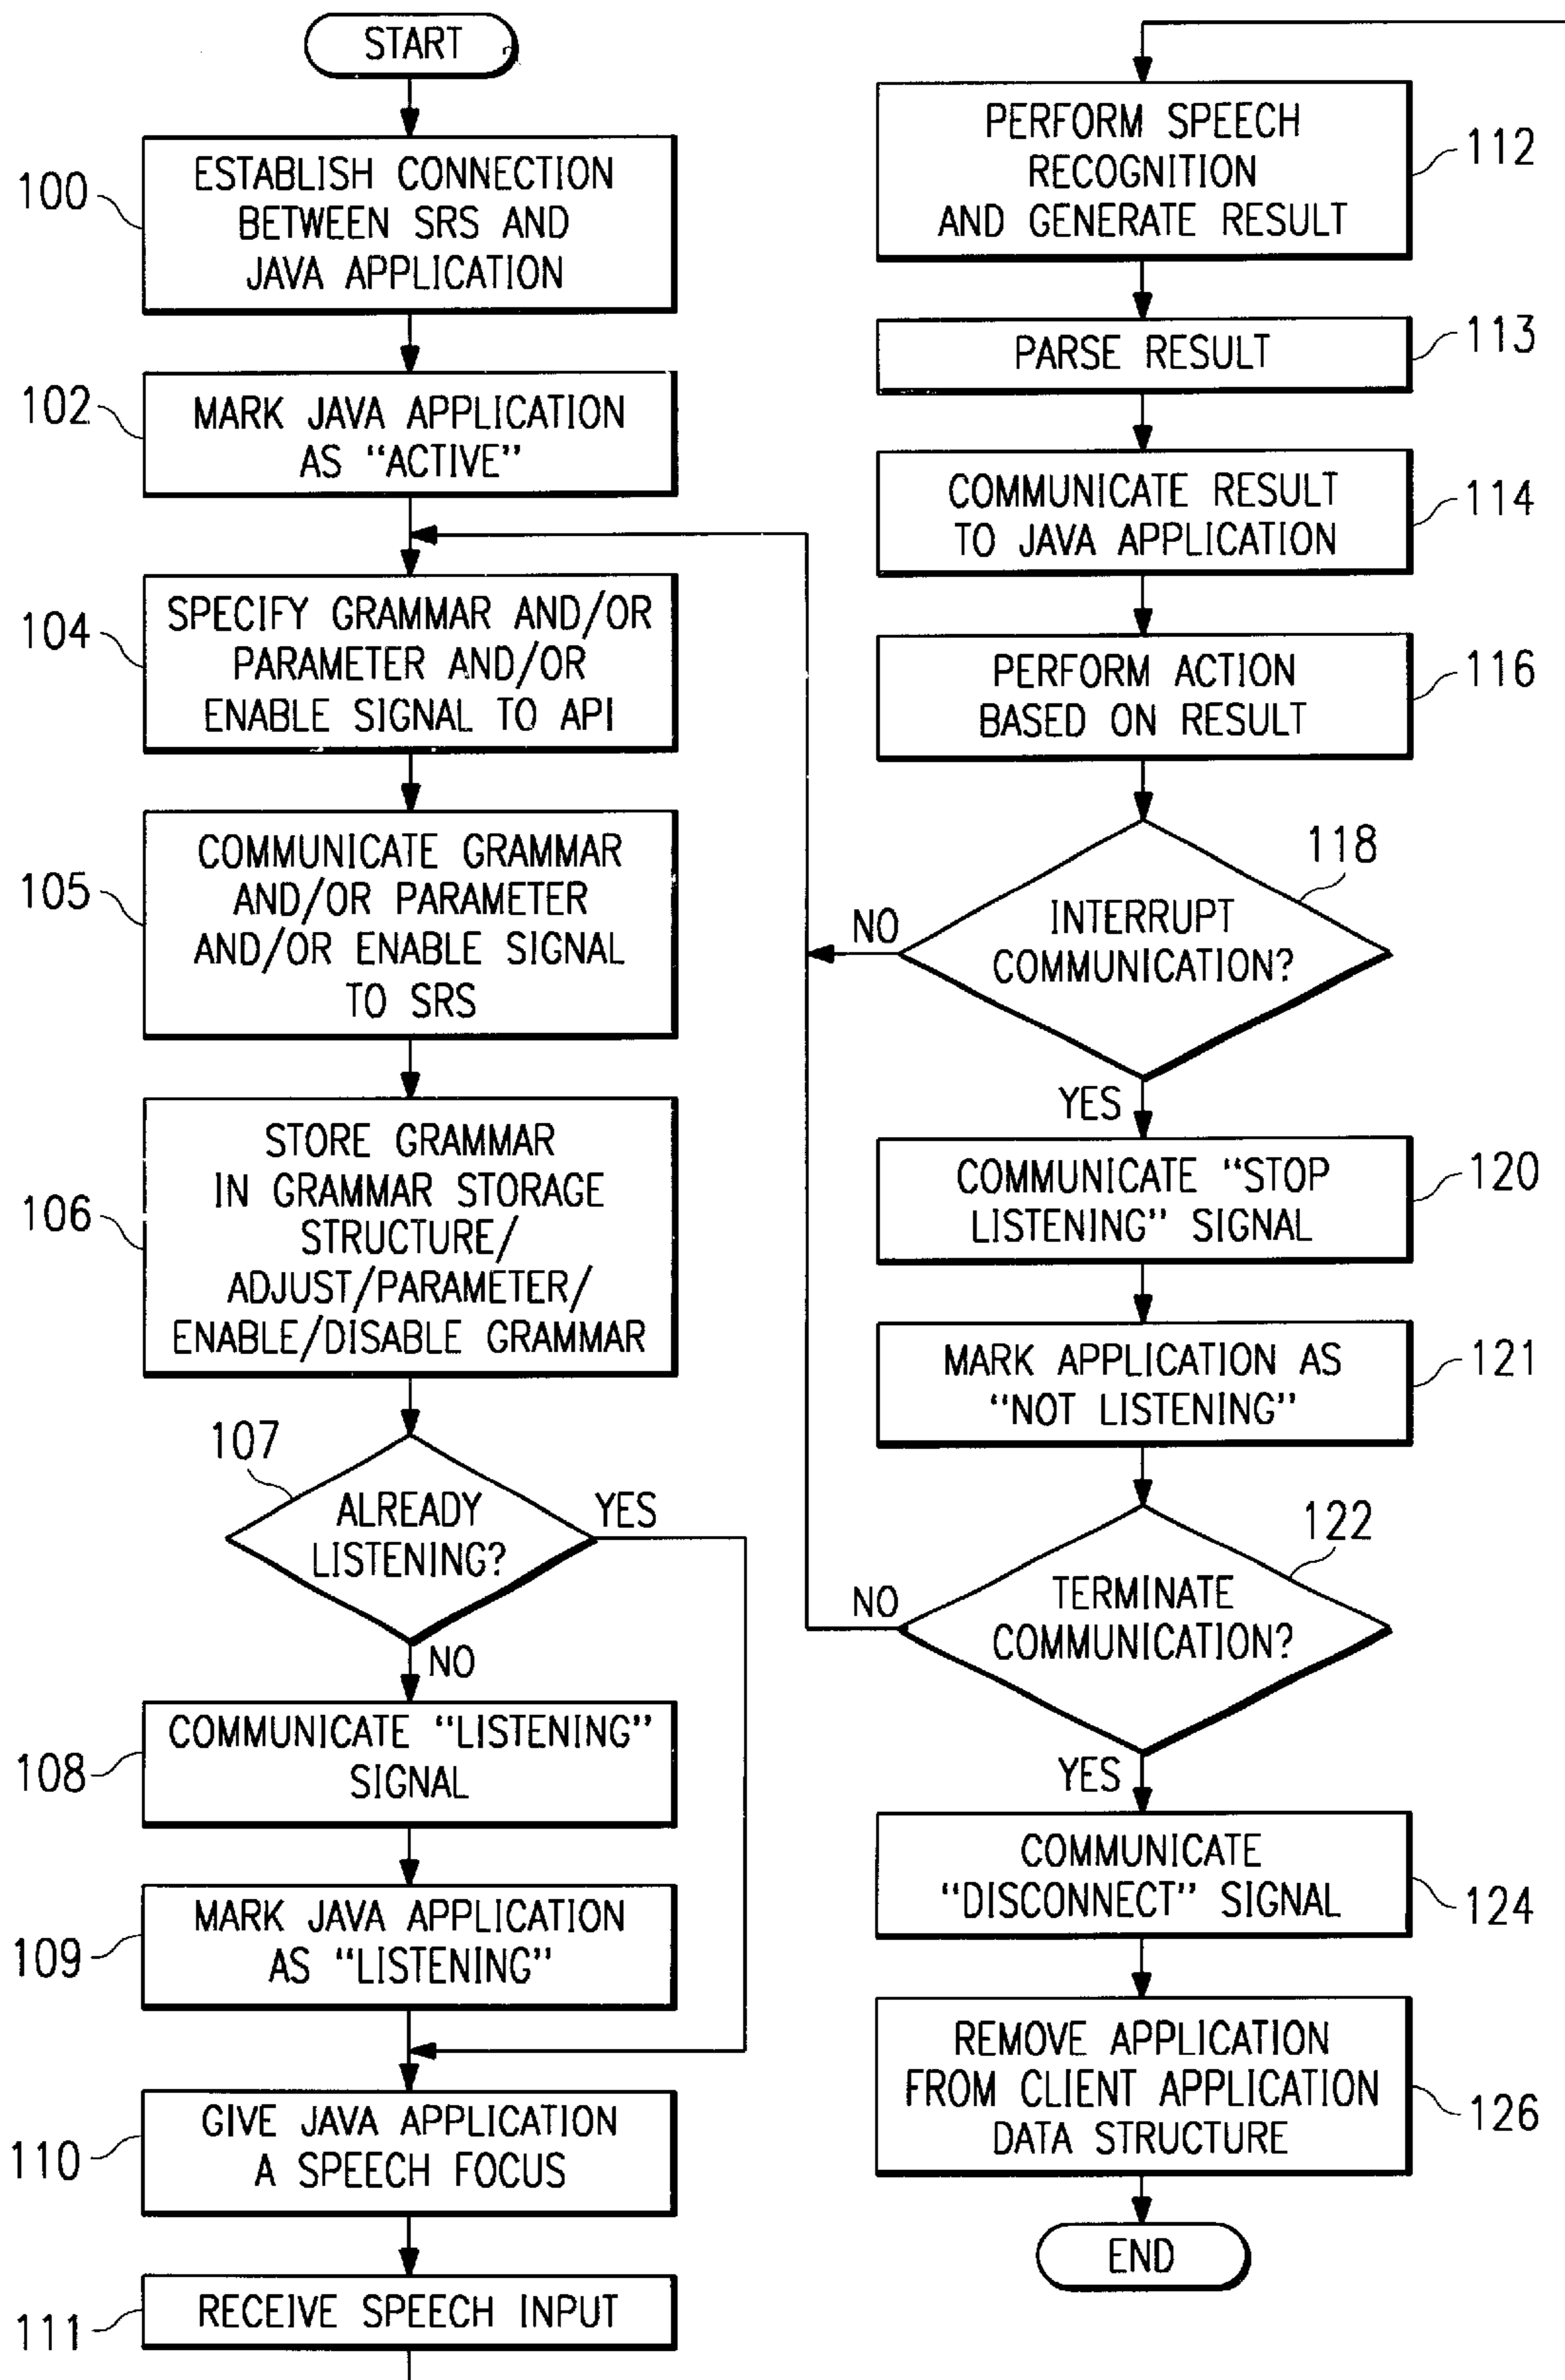 START
100
ESTABLISH CONNECTION
BETWEEN SRS AND
JAVA APPLICATION
102
MARK JAVA APPLICATION
AS "ACTIVE"
104
SPECIFY GRAMMAR AND/OR
PARAMETER AND/OR
ENABLE SIGNAL TO API
105
COMMUNICATE GRAMMAR
AND/OR PARAMETER
AND/OR ENABLE SIGNAL
TO SRS
106
STORE GRAMMAR
IN GRAMMAR STORAGE
STRUCTURE/
ADJUST/PARAMETER/
ENABLE/DISABLE GRAMMAR
107
ALREADY
LISTENING?
YES
NO
108
COMMUNICATE "LISTENING"
SIGNAL
109
MARK JAVA APPLICATION
AS "LISTENING"
110
GIVE JAVA APPLICATION
A SPEECH FOCUS
111
RECEIVE SPEECH INPUT
PERFORM SPEECH
RECOGNITION
AND GENERATE RESULT
112
PARSE RESULT
113
COMMUNICATE RESULT
TO JAVA APPLICATION
114
PERFORM ACTION
BASED ON RESULT
116
118
INTERRUPT
COMMUNICATION?
NO
YES
COMMUNICATE "STOP
LISTENING" SIGNAL
120
MARK APPLICATION AS
"NOT LISTENING"
121
122
TERMINATE
COMMUNICATION?
NO
YES
COMMUNICATE
"DISCONNECT" SIGNAL
124
REMOVE APPLICATION
FROM CLIENT APPLICATION
DATA STRUCTURE
126
END